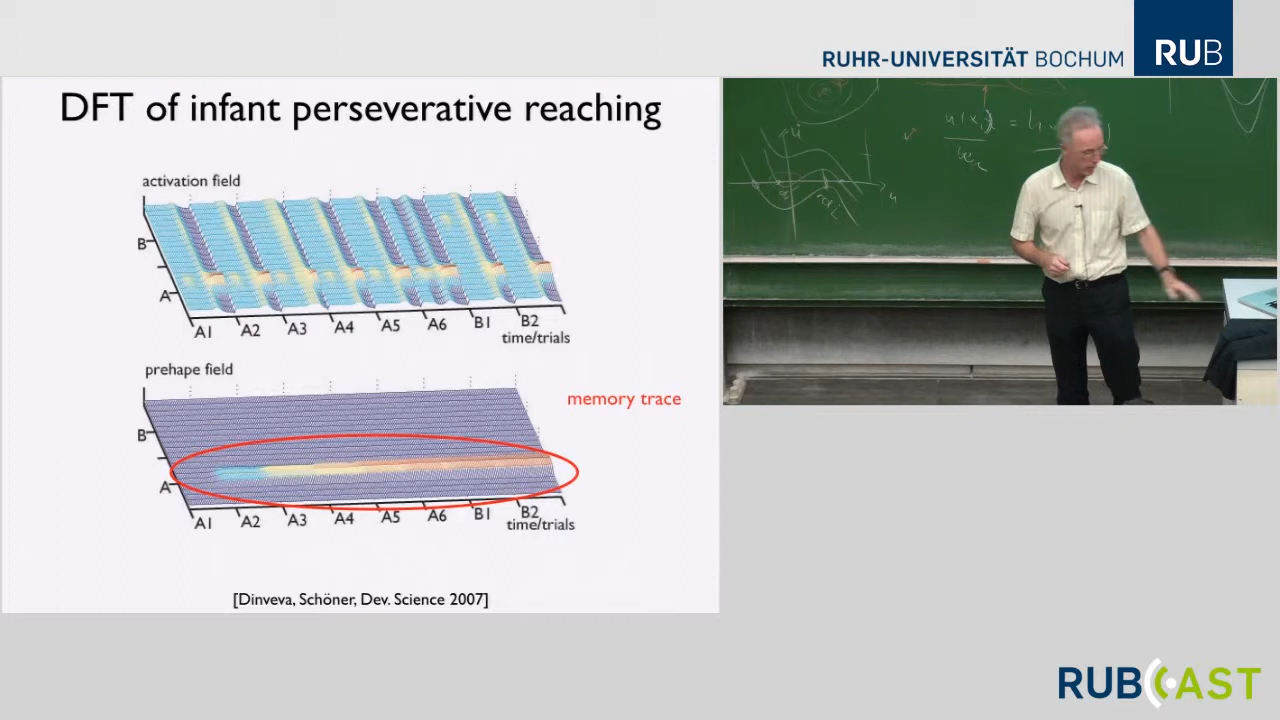 RUHR-UNIVERSITÄT BOCHUM
RUB
DFT of infant perseverative reaching
activation field
B
A
A1 A2 A3 A4 A5 A6 B1 B2
time/trials
prehape field
memory trace
B
A
A1 A2 A3 A4 A5 A6 B1 B2
time/trials
[Dinveva, Schöner, Dev. Science 2007]
RUBCAST